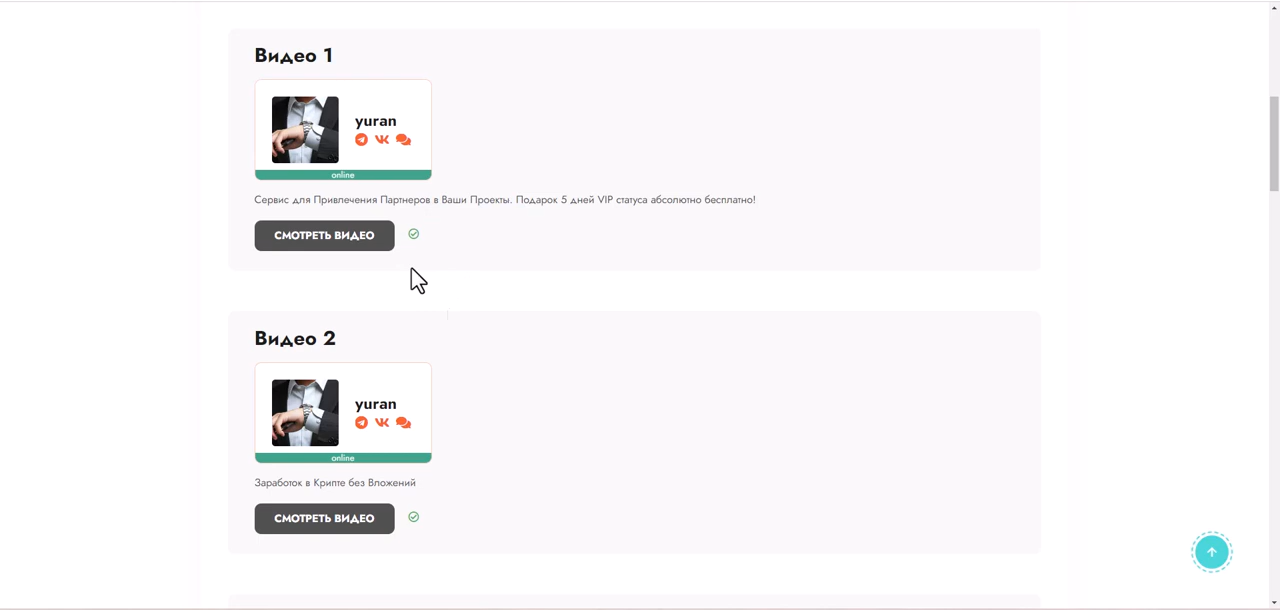 Видео 1
yuran
online
Сервис для Привлечения Партнеров в Ваши Проекты. Подарок 5 дней VIP статуса абсолютно бесплатно!
СМОТРЕТЬ ВИДЕО
Видео 2
yuran
online
Заработок в Крипте без Вложений
СМОТРЕТЬ ВИДЕО